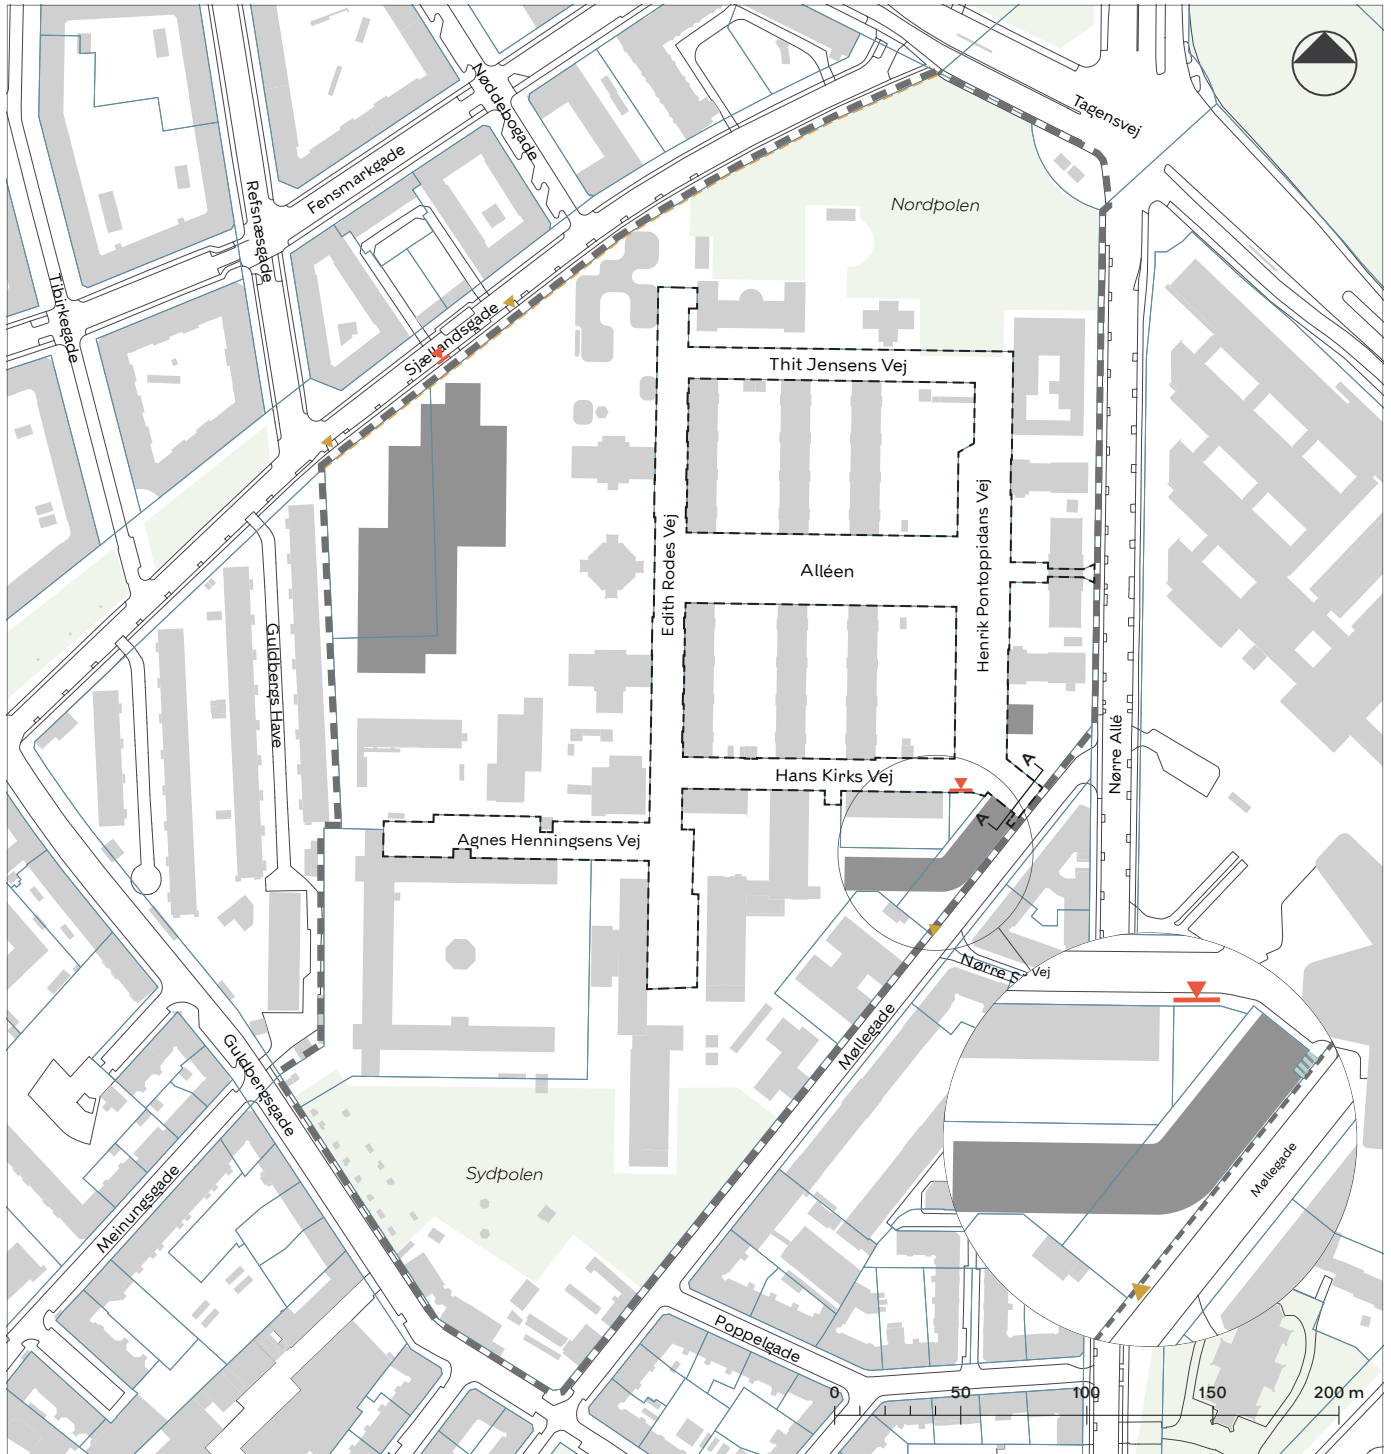 Nøddebogade
Tagensvej
Fensmarkgade
Refsnæsgade
Nordpolen
Tibirkegade
Sjællandsgade
Thit Jensens Vej
Edith Rodes Vej
Henrik Pontoppidans Vej
Alléen
Guldbergs Have
Nørre Allé
Hans Kirks Vej
A
A
Agnes Henningsens Vej
Nørre S
Vej
Møllegade
Guldbergsgade
Møllegade
Sydpolen
Meinungsgade
Poppelgade
0 50 100 150 200 m